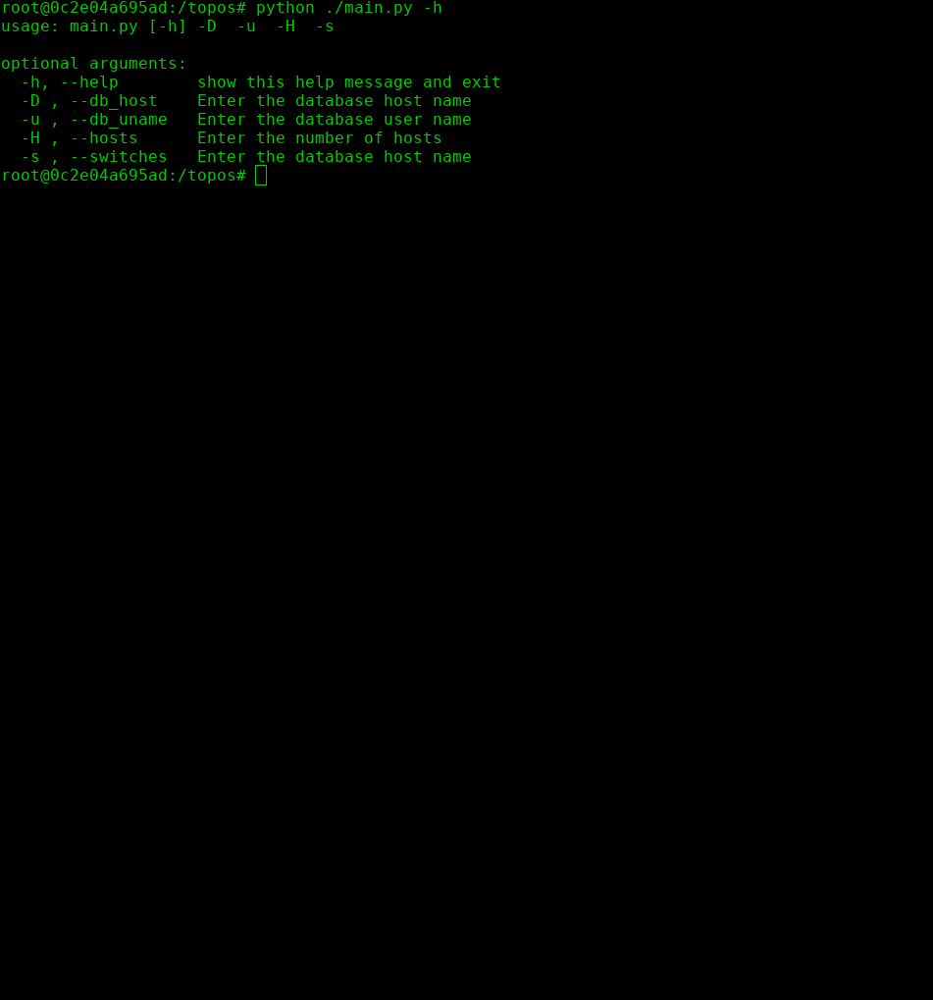 root@0c2e04a695ad:/topos# python ./main.py -h
usage: main.py [-h] -D  -u  -H  -s

optional arguments:
  -h, --help        show this help message and exit
  -D , --db_host    Enter the database host name
  -u , --db_uname   Enter the database user name
  -H , --hosts      Enter the number of hosts
  -s , --switches   Enter the database host name
root@0c2e04a695ad:/topos#